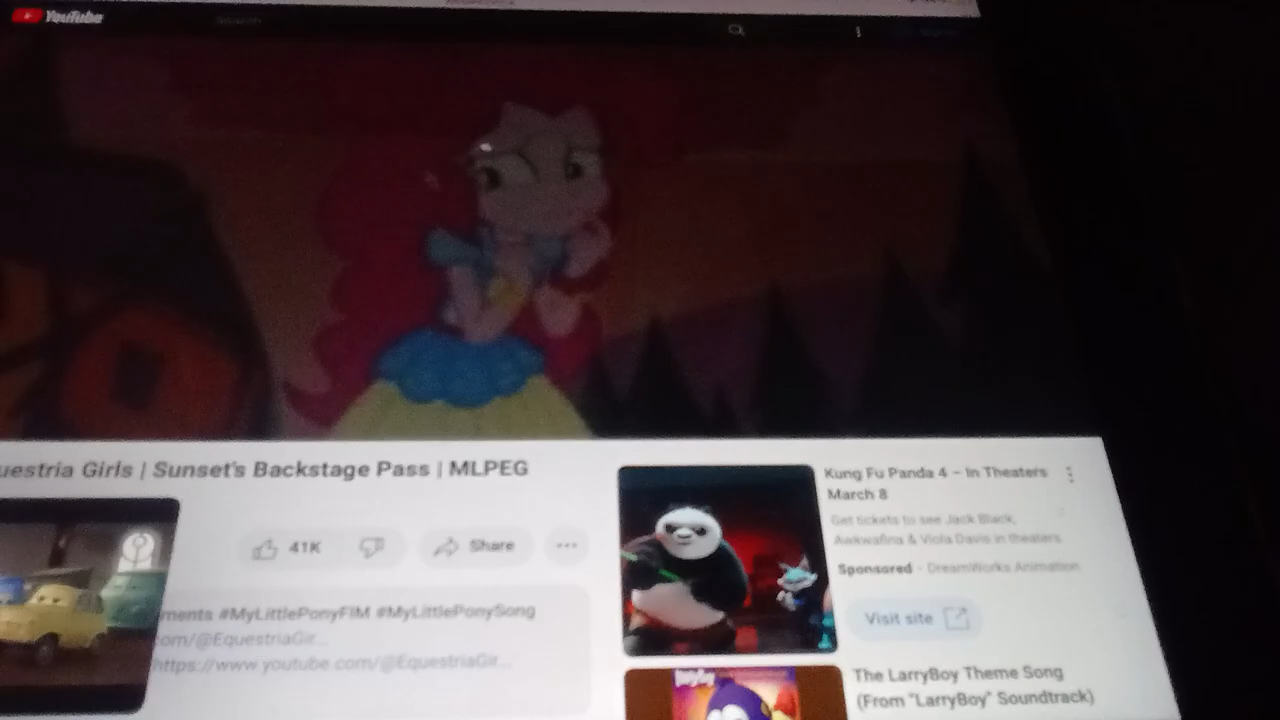 YouTube
Search
uestria Girls | Sunset's Backstage Pass | MLPEG
41K
Share
ments #MyLittlePonyFIM #MyLittlePonySong
com/@EquestriaGir...
https://www.youtube.com/@EquestriaGir...
Kung Fu Panda 4 – In Theaters
March 8
Get tickets to see Jack Black,
Awkwafina & Viola Davis in theaters
Sponsored · DreamWorks Animation
Visit site
The LarryBoy Theme Song
(From "LarryBoy" Soundtrack)